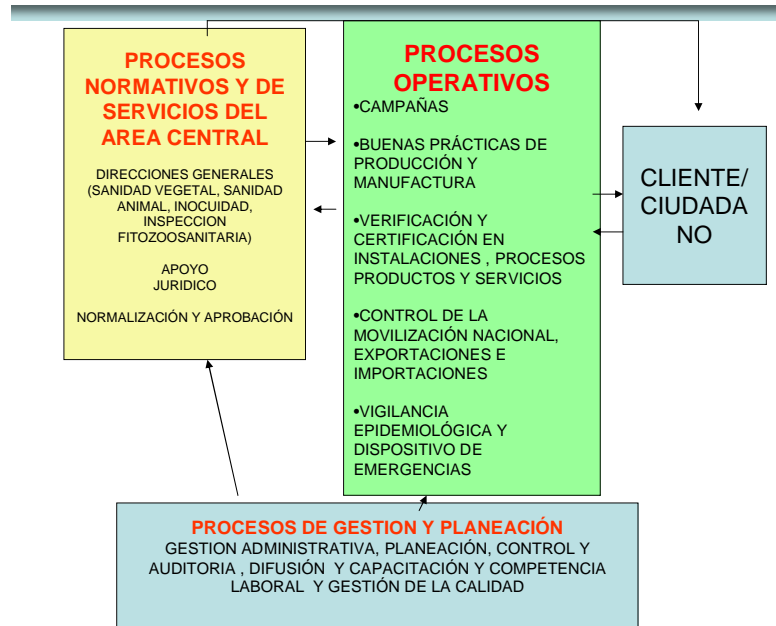 PROCESOS
NORMATIVOS Y DE
SERVICIOS DEL
AREA CENTRAL
DIRECCIONES GENERALES
(SANIDAD VEGETAL, SANIDAD
ANIMAL, INOCUIDAD,
INSPECCION
FITOZOOSANITARIA)
APOYO
JURIDICO
NORMALIZACIÓN Y APROBACIÓN
PROCESOS
OPERATIVOS
•CAMPAÑAS
•BUENAS PRÁCTICAS DE
PRODUCCIÓN Y
MANUFACTURA
•VERIFICACIÓN Y
CERTIFICACIÓN EN
INSTALACIONES , PROCESOS
PRODUCTOS Y SERVICIOS
•CONTROL DE LA
MOVILIZACIÓN NACIONAL,
EXPORTACIONES E
IMPORTACIONES
•VIGILANCIA
EPIDEMIOLÓGICA Y
DISPOSITIVO DE
EMERGENCIAS
CLIENTE/
CIUDADA
NO
PROCESOS DE GESTION Y PLANEACIÓN
GESTION ADMINISTRATIVA, PLANEACIÓN, CONTROL Y
AUDITORIA , DIFUSIÓN Y CAPACITACIÓN Y COMPETENCIA
LABORAL Y GESTIÓN DE LA CALIDAD